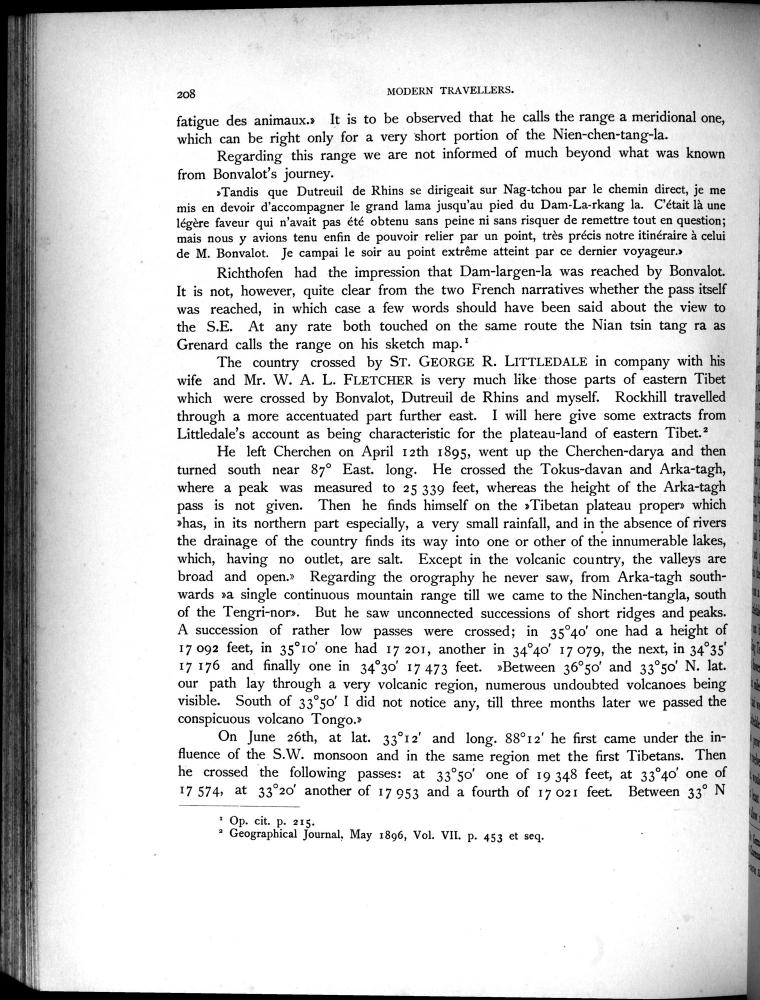 208 MODERN TRAVELLERS.
fatigue des animaux.» It is to be observed that he calls the range a meridional one,
which can be right only for a very short portion of the Nien-chen-tang-la.
Regarding this range we are not informed of much beyond what was known
from Bonvalot's journey.
»Tandis que Dutreuil de Rhins se dirigeait sur Nag-tchou par le chemin direct, je me
mis en devoir d'accompagner le grand lama jusqu'au pied du Dam-La-rkang la. C'était là une
légère faveur qui n'avait pas été obtenu sans peine ni sans risquer de remettre tout en question;
mais nous y avions tenu enfin de pouvoir relier par un point, très précis notre itinéraire à celui
de M. Bonvalot. Je campai le soir au point extrême atteint par ce dernier voyageur.»
Richthofen had the impression that Dam-largen-la was reached by Bonvalot.
It is not, however, quite clear from the two French narratives whether the pass itself
was reached, in which case a few words should have been said about the view to
the S.E. At any rate both touched on the same route the Nian tsin tang ra as
Grenard calls the range on his sketch map.¹
The country crossed by ST. GEORGE R. LITTLEDALE in company with his
wife and Mr. W. A. L. FLETCHER is very much like those parts of eastern Tibet
which were crossed by Bonvalot, Dutreuil de Rhins and myself. Rockhill travelled
through a more accentuated part further east. I will here give some extracts from
Littledale's account as being characteristic for the plateau-land of eastern Tibet.²
He left Cherchen on April 12th 1895, went up the Cherchen-darya and then
turned south near 87° East. long. He crossed the Tokus-davan and Arka-tagh,
where a peak was measured to 25 339 feet, whereas the height of the Arka-tagh
pass is not given. Then he finds himself on the »Tibetan plateau proper» which
»has, in its northern part especially, a very small rainfall, and in the absence of rivers
the drainage of the country finds its way into one or other of the innumerable lakes,
which, having no outlet, are salt. Except in the volcanic country, the valleys are
broad and open.» Regarding the orography he never saw, from Arka-tagh south-
wards »a single continuous mountain range till we came to the Ninchen-tangla, south
of the Tengri-nor». But he saw unconnected successions of short ridges and peaks.
A succession of rather low passes were crossed; in 35°40′ one had a height of
17 092 feet, in 35°10′ one had 17 201, another in 34°40′ 17 079, the next, in 34°35′
17 176 and finally one in 34°30′ 17 473 feet. »Between 36°50′ and 33°50′ N. lat.
our path lay through a very volcanic region, numerous undoubted volcanoes being
visible. South of 33°50′ I did not notice any, till three months later we passed the
conspicuous volcano Tongo.»
On June 26th, at lat. 33°12′ and long. 88°12′ he first came under the in-
fluence of the S.W. monsoon and in the same region met the first Tibetans. Then
he crossed the following passes: at 33°50′ one of 19 348 feet, at 33°40′ one of
17 574, at 33°20′ another of 17 953 and a fourth of 17 021 feet. Between 33° N
¹ Op. cit. p. 215.
² Geographical Journal, May 1896, Vol. VII. p. 453 et seq.